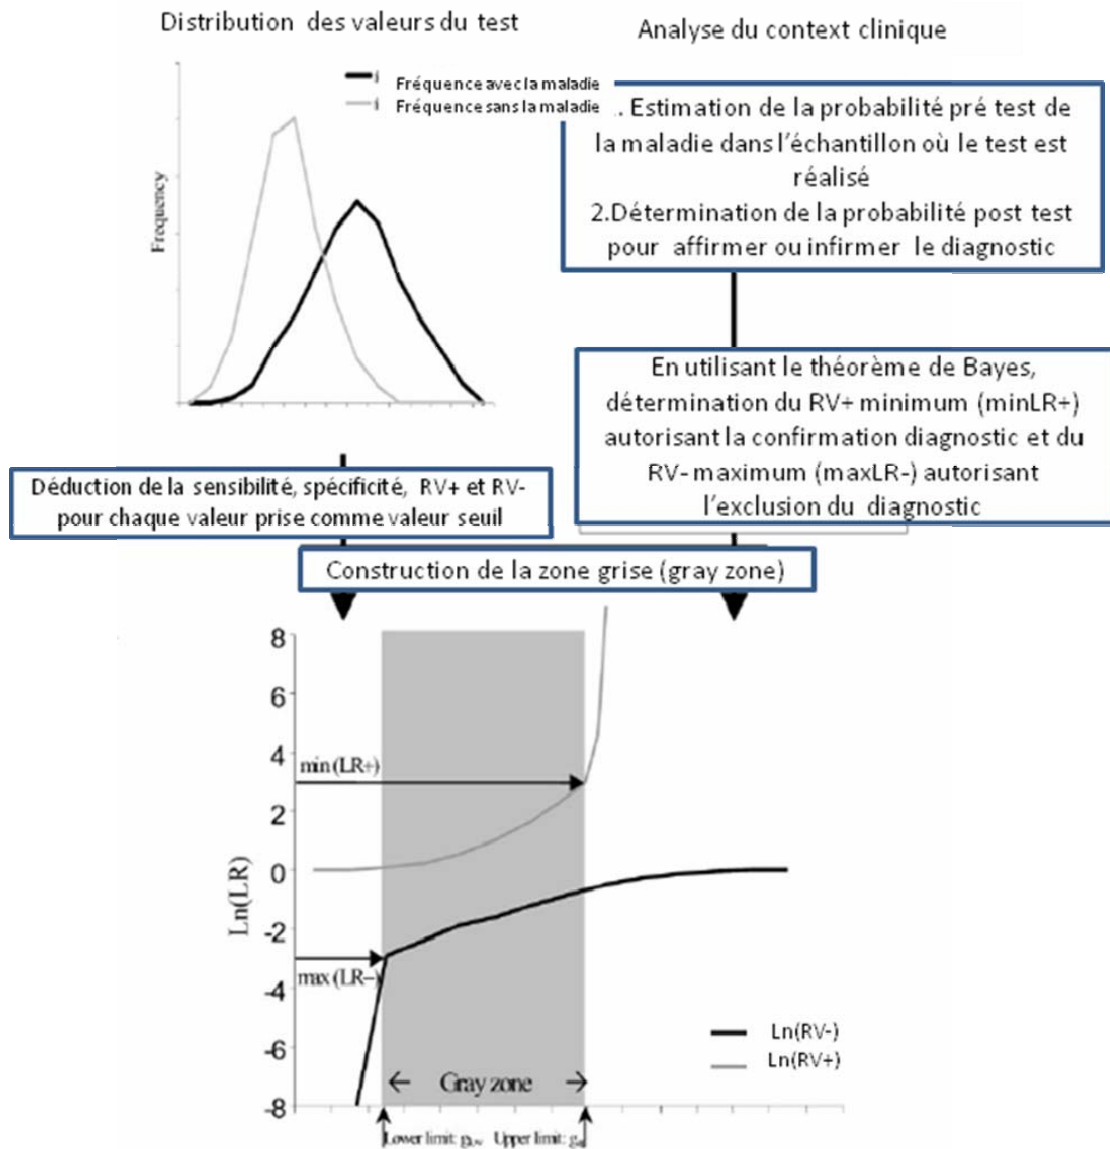 Distribution des valeurs du test
Analyse du context clinique
Fréquence avec la maladie
Fréquence sans la maladie
Frequency
. Estimation de la probabilité pré test de
la maladie dans l'échantillon où le test est
réalisé
2.Détermination de la probabilité post test
pour affirmer ou infirmer le diagnostic
En utilisant le théorème de Bayes,
détermination du RV+ minimum (minLR+)
autorisant la confirmation diagnostic et du
RV- maximum (maxLR-) autorisant
l'exclusion du diagnostic
Déduction de la sensibilité, spécificité, RV+ et RV-
pour chaque valeur prise comme valeur seuil
Construction de la zone grise (gray zone)
8
6
4
min (LR+)
2
0
Ln(LR)
-2
max (LR–)
-4
-6
-8
Ln(RV-)
Ln(RV+)
Gray zone
Lower limit: Upper limit: